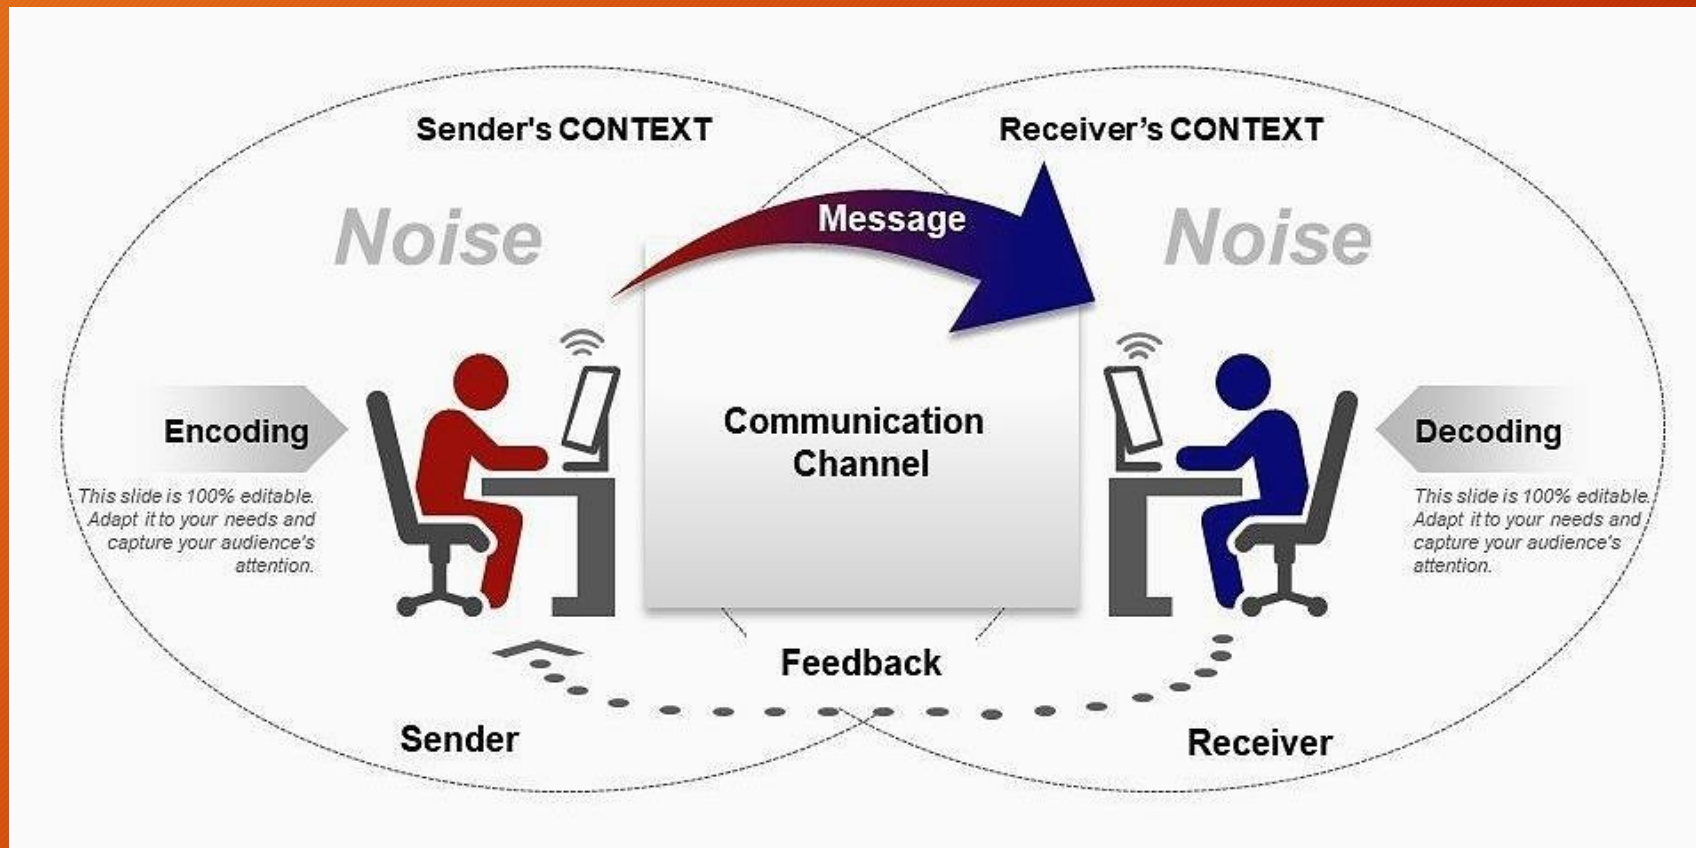 Sender's CONTEXT
Receiver’s CONTEXT
Message
Noise
Noise
Communication
Channel
Encoding
This slide is 100% editable.
Adapt it to your needs and
capture your audience's
attention.
Decoding
This slide is 100% editable.
Adapt it to your needs and
capture your audience's
attention.
Feedback
Sender
Receiver